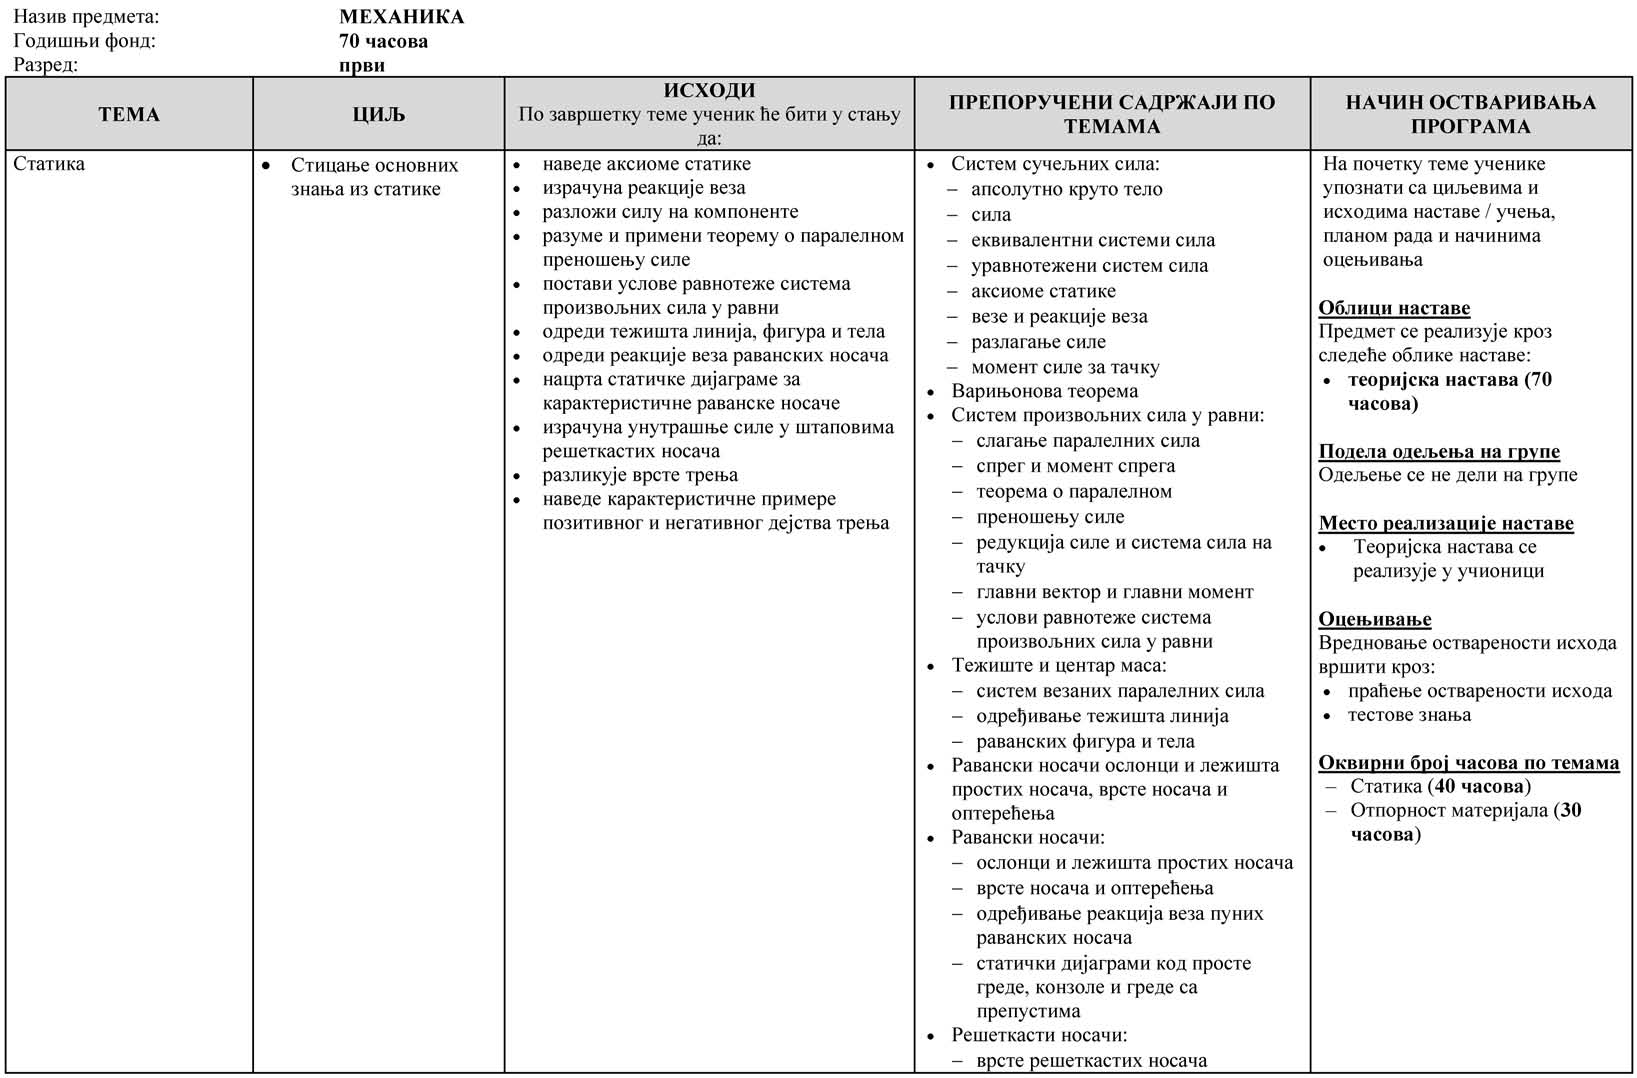 Назив предмета: МЕХАНИКА
Годишњи фонд: 70 часова
Разред: први
ТЕМА
ЦИЉ
ИСХОДИ
По завршетку теме ученик ће бити у стању
да:
ПРЕПОРУЧЕНИ САДРЖАЈИ ПО
ТЕМАМА
НАЧИН ОСТВАРИВАЊА
ПРОГРАМА
Статика
• Стицање основних
знања из статике
• наведе аксиоме статике
• израчуна реакције веза
• разложи силу на компоненте
• разуме и примени теорему о паралелном
преношењу силе
• постави услове равнотеже система
произвољних сила у равни
• одреди тежишта линија, фигура и тела
• одреди реакције веза раванских носача
• нацрта статичке дијаграме за
карактеристичне раванске носаче
• израчуна унутрашње силе у штаповима
решеткастих носача
• разликује врсте трења
• наведе карактеристичне примере
позитивног и негативног дејства трења
• Систем сучељних сила:
– апсолутно круто тело
– сила
– еквивалентни системи сила
– уравнотежени систем сила
– аксиоме статике
– везе и реакције веза
– разлагање силе
– момент силе за тачку
• Варињонова теорема
• Систем произвољних сила у равни:
– слагање паралелних сила
– спрег и момент спрега
– теорема о паралелном
– преношењу силе
– редукција силе и система сила на
тачку
– главни вектор и главни момент
– услови равнотеже система
произвољних сила у равни
• Тежиште и центар маса:
– систем везаних паралелних сила
– одређивање тежишта линија
– раванских фигура и тела
• Равански носачи ослонци и лежишта
простих носача, врсте носача и
оптерећења
• Равански носачи:
– ослонци и лежишта простих носача
– врсте носача и оптерећења
– одређивање реакција веза пуних
раванских носача
– статички дијаграми код просте
греде, конзоле и греде са
препустима
• Решеткасти носачи:
– врсте решеткастих носача
На почетку теме ученике
упознати са циљевима и
исходима наставе / учења,
планом рада и начинима
оцењивања
Облици наставе
Предмет се реализује кроз
следеће облике наставе:
• теоријска настава (70
часова)
Подела одељења на групе
Одељење се не дели на групе
Место реализације наставе
• Теоријска настава се
реализује у учионици
Оцењивање
Вредновање остварености исхода
вршити кроз:
• праћење остварености исхода
• тестове знања
Оквирни број часова по темама
– Статика (40 часова)
– Отпорност материјала (30
часова)